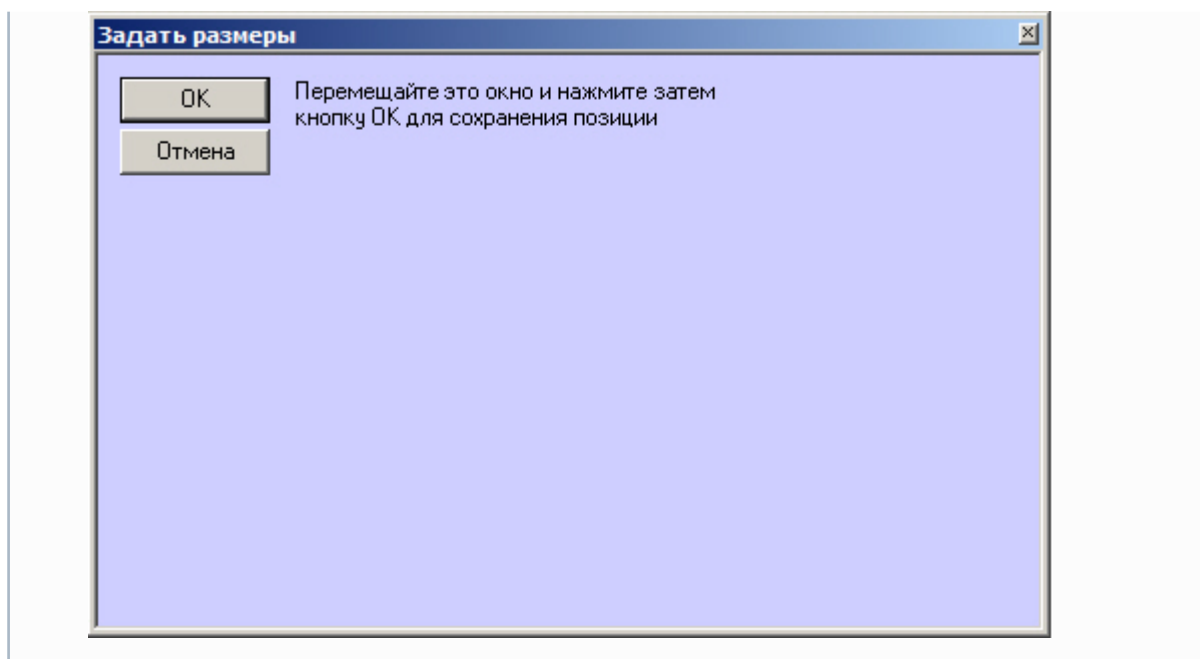 Задать размеры
OK
Перемещайте это окно и нажмите затем
кнопку OK для сохранения позиции
Отмена